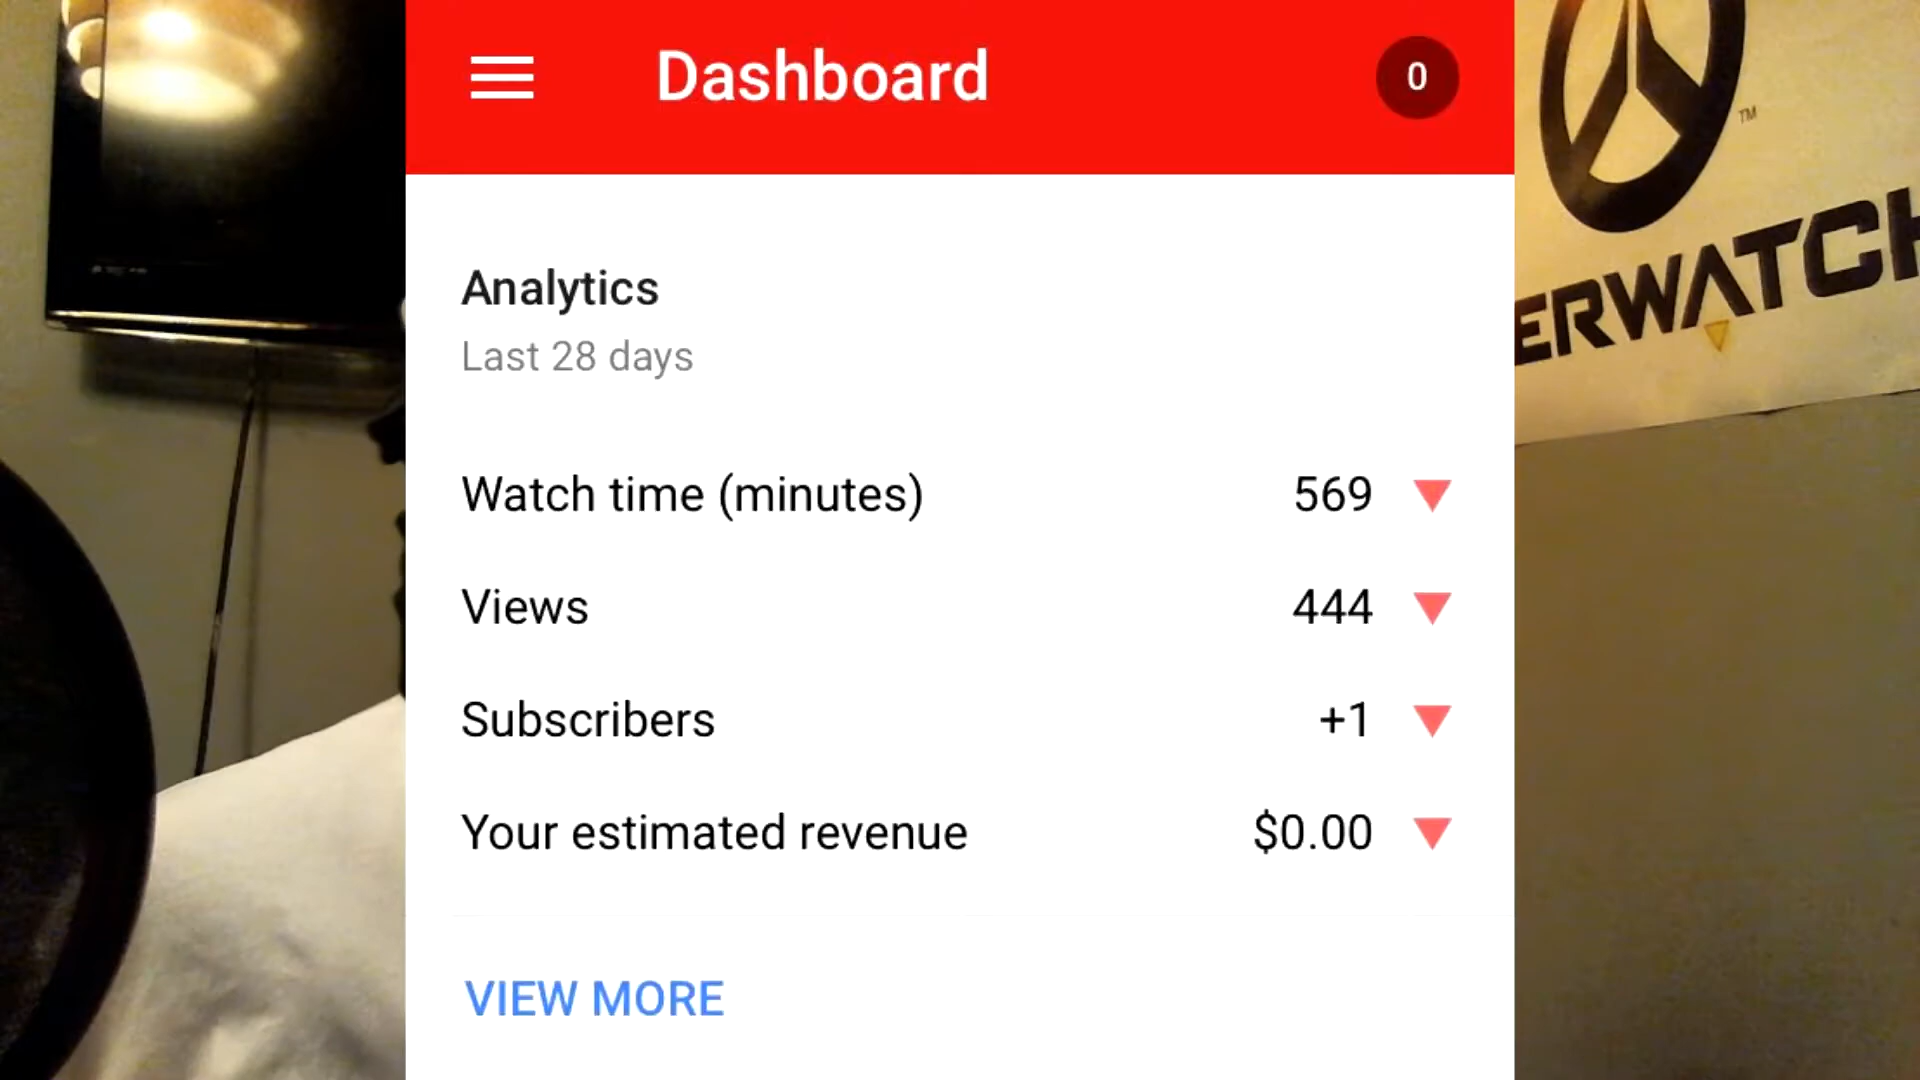 Dashboard
0
Analytics
Last 28 days
Watch time (minutes) 569
Views 444
Subscribers +1
Your estimated revenue $0.00
VIEW MORE
TM
ERWATCH